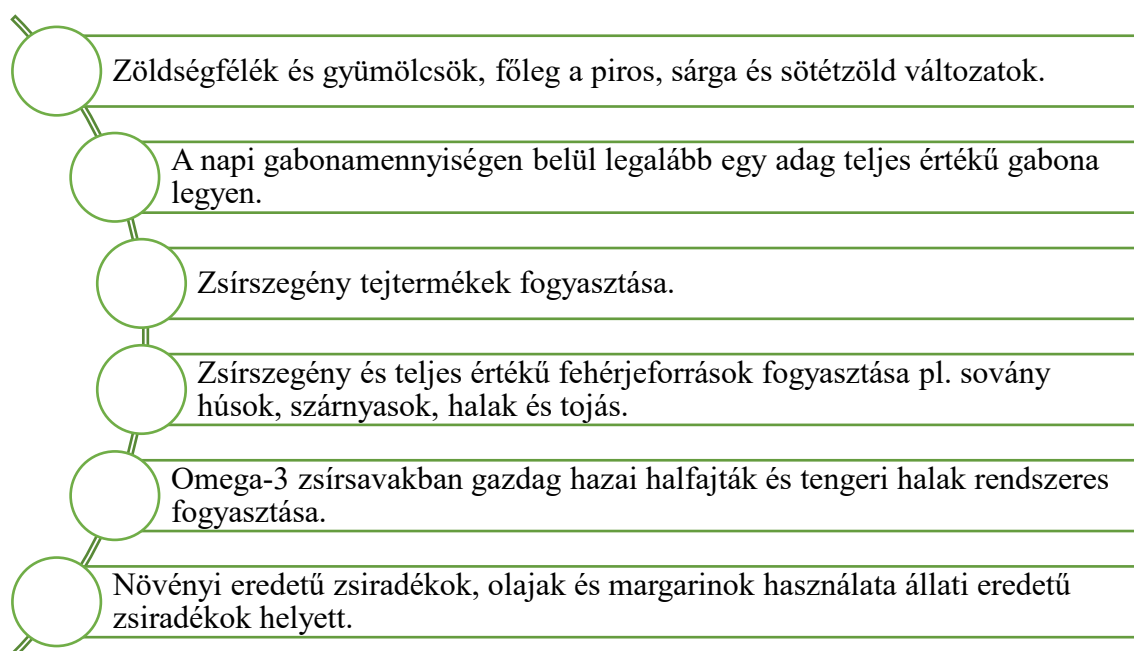 Zöldségfélék és gyümölcsök, főleg a piros, sárga és sötétzöld változatok.
A napi gabonamennyiségen belül legalább egy adag teljes értékű gabona
legyen.
Zsírszegény tejtermékek fogyasztása.
Zsírszegény és teljes értékű fehérjeforrások fogyasztása pl. sovány
húsok, szárnyasok, halak és tojás.
Omega-3 zsírsavakban gazdag hazai halfajták és tengeri halak rendszeres
fogyasztása.
Növényi eredetű zsiradékok, olajak és margarinok használata állati eredetű
zsiradékok helyett.